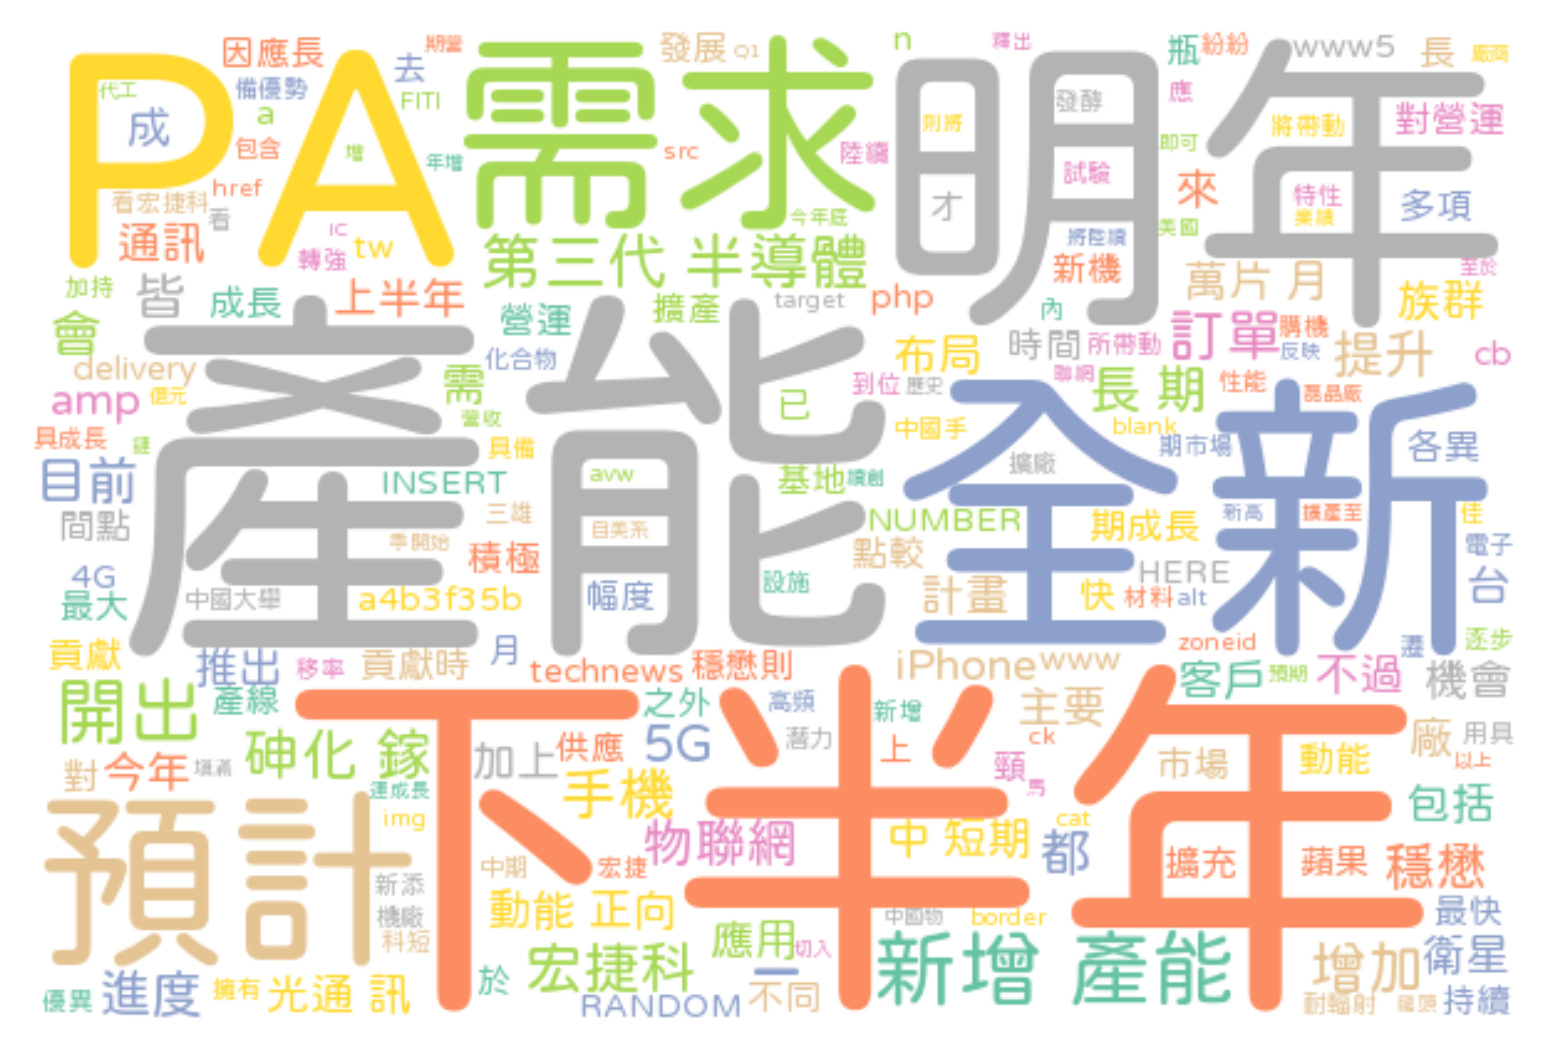 因應長
期營
發展
Q1
n
釋出
瓶
紛紛
www5
長
廠商
代工
備優勢
去
FITI
PA
需求
明年
發酵
應
成
a
則將
將帶動
對營運
包含
增
年增
src
陸續
試驗
即可
href
看宏捷科
看
今年底
才
來
特性
業績
多項
通訊
IC
轉強
tw
第三代 半導體
將陸續
美國
新機
至於
加持
皆
成長
上半年
擴產
target
php
萬片 月
族群
會
營運
內
訂單
購機
delivery
化合物
布局
時間
所帶動
反映
提升
cb
產能
amp
還元
需
已
到位
歷史
聯網
長 期
性能
磊晶廠
具成長
鏈
營收
具備
中國手
blank
期市場
各異
全新
目前
INSERT
avw
基地
續創
擴廠
間點
三雄
目美系
NUMBER
期成長
新高
擴產至
佳
季開始
積極
點較
電子
4G
最大
中國大舉
a4b3f35b
幅度
設施
計畫
HERE
快
材料
alt
台
貢獻
推出
移率
貢獻時
月
technews
穩懋則
iPhone
www
zoneid
遷
逐步
客戶
預期
不過
機會
開出
產線
下半年
之外
高頻
新增
主要
砷化 鎵
加上
供應
5G
潛力
上
ck
市場
動能
廠
用具
對
今年
填滿
運成長
手機
頸
馬
以上
預計
img
物聯網
中 短期
cat
都
包括
中期
宏捷
擴充
蘋果
穩懋
新添
機廠
動能 正向
中國物
border
最快
科短
應用
切入
宏捷科
新增 產能
增加
衛星
優異
進度
擁有
光通 訊
於
RANDOM
一
不同
耐輻射
龍頭
持續